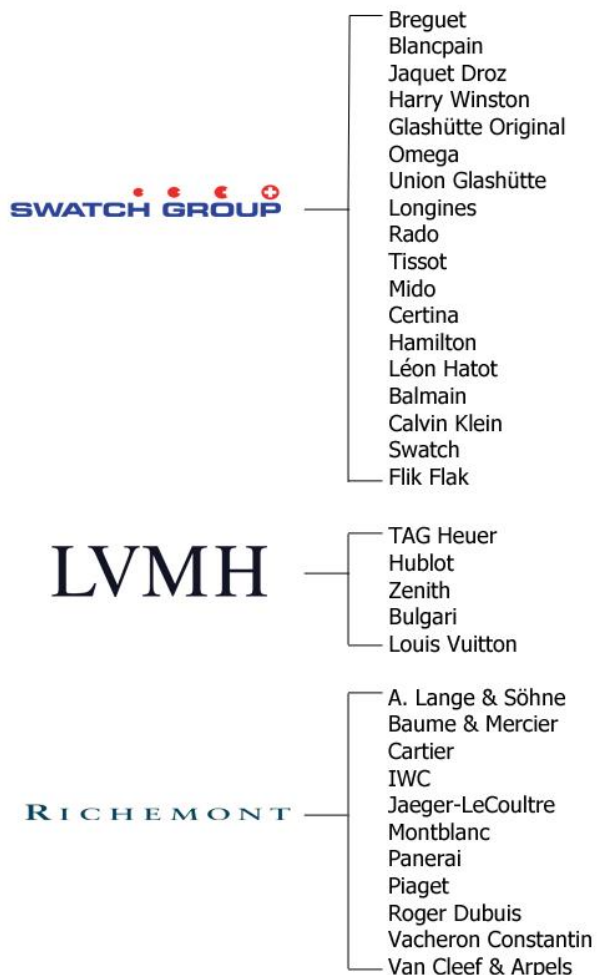 SWATCH GROUP
Breguet
Blancpain
Jaquet Droz
Harry Winston
Glashütte Original
Omega
Union Glashütte
Longines
Rado
Tissot
Mido
Certina
Hamilton
Léon Hatot
Balmain
Calvin Klein
Swatch
Flik Flak
LVMH
TAG Heuer
Hublot
Zenith
Bulgari
Louis Vuitton
RICHEMONT
A. Lange & Söhne
Baume & Mercier
Cartier
IWC
Jaeger-LeCoultre
Montblanc
Panerai
Piaget
Roger Dubuis
Vacheron Constantin
Van Cleef & Arpels